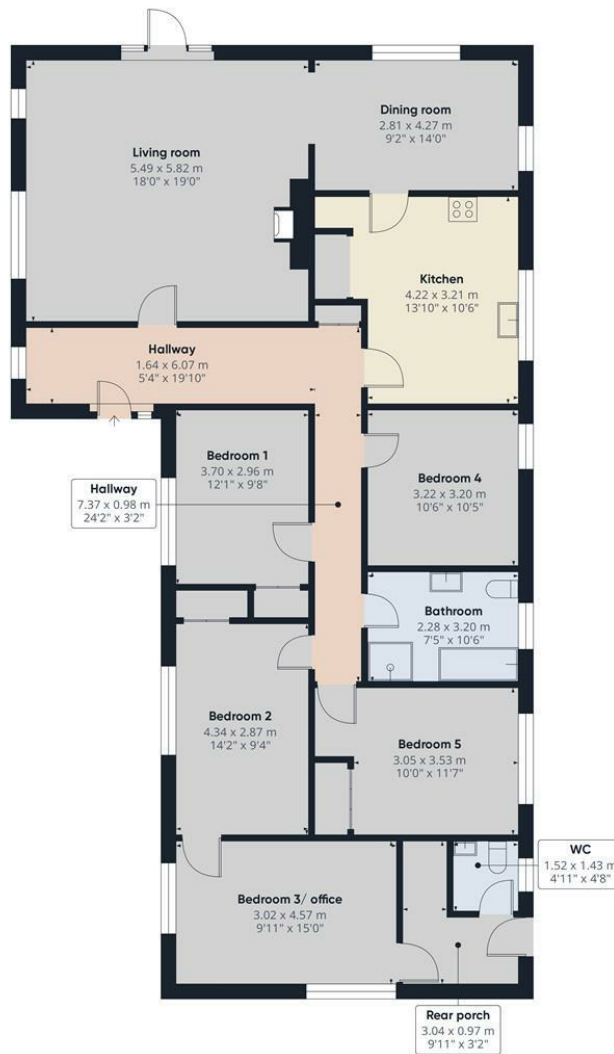 Dining room
2.81 x 4.27 m
9'2" x 14'0"
Living room
5.49 x 5.82 m
18'0" x 19'0"
Kitchen
4.22 x 3.21 m
13'10" x 10'6"
Hallway
1.64 x 6.07 m
5'4" x 19'10"
Bedroom 1
3.70 x 2.96 m
12'1" x 9'8"
Bedroom 4
3.22 x 3.20 m
10'6" x 10'5"
Hallway
7.37 x 0.98 m
24'2" x 3'2"
Bathroom
2.28 x 3.20 m
7'5" x 10'6"
Bedroom 2
4.34 x 2.87 m
14'2" x 9'4"
Bedroom 5
3.05 x 3.53 m
10'0" x 11'7"
WC
1.52 x 1.43 m
4'11" x 4'8"
Bedroom 3/ office
3.02 x 4.57 m
9'11" x 15'0"
Rear porch
3.04 x 0.97 m
9'11" x 3'2"